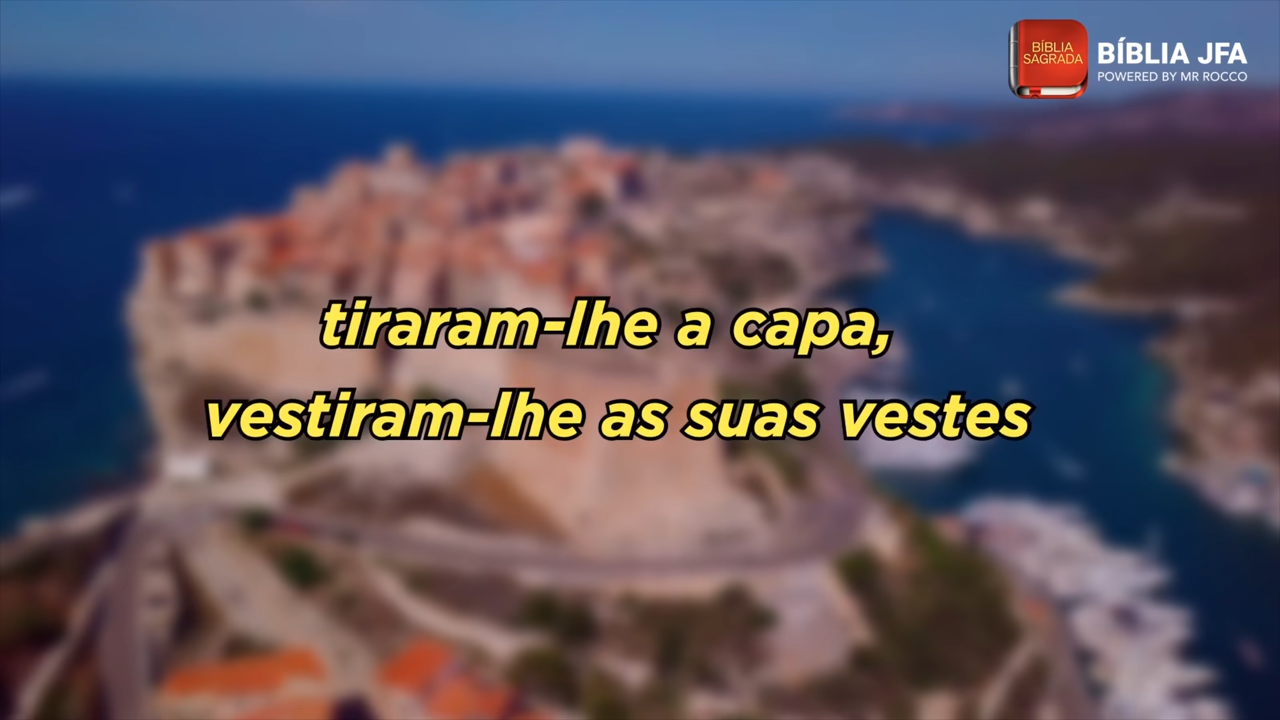 BÍBLIA
SAGRADA
BÍBLIA JFA
POWERED BY MR ROCCO
tiraram-lhe a capa,
vestiram-lhe as suas vestes